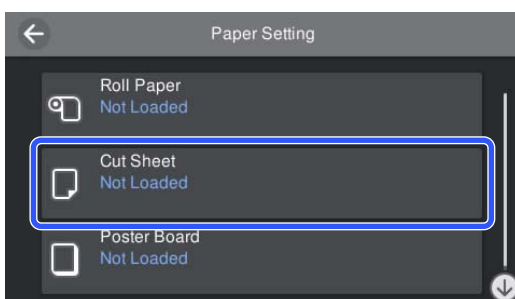 Paper Setting
Roll Paper
Not Loaded
Cut Sheet
Not Loaded
Poster Board
Not Loaded